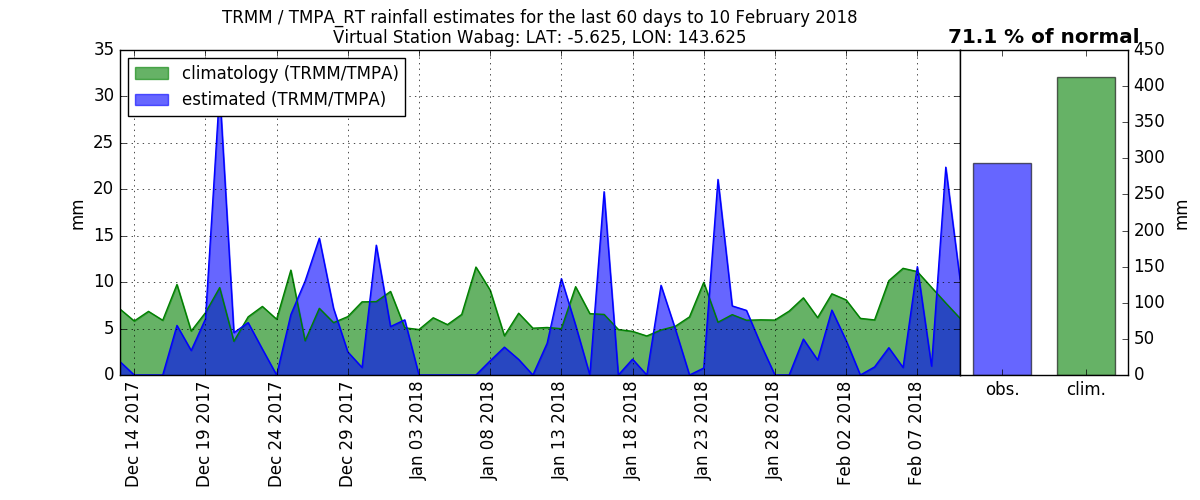 TRMM / TMPA_RT rainfall estimates for the last 60 days to 10 February 2018
Virtual Station Wabag: LAT: -5.625, LON: 143.625
71.1 % of normal
climatology (TRMM/TMPA)
estimated (TRMM/TMPA)
35
30
25
20
15
10
5
0
mm
Dec 14 2017
Dec 19 2017
Dec 24 2017
Dec 29 2017
Jan 03 2018
Jan 08 2018
Jan 13 2018
Jan 18 2018
Jan 23 2018
Jan 28 2018
Feb 02 2018
Feb 07 2018
obs.
clim.
450
400
350
300
250
200
150
100
50
0
mm